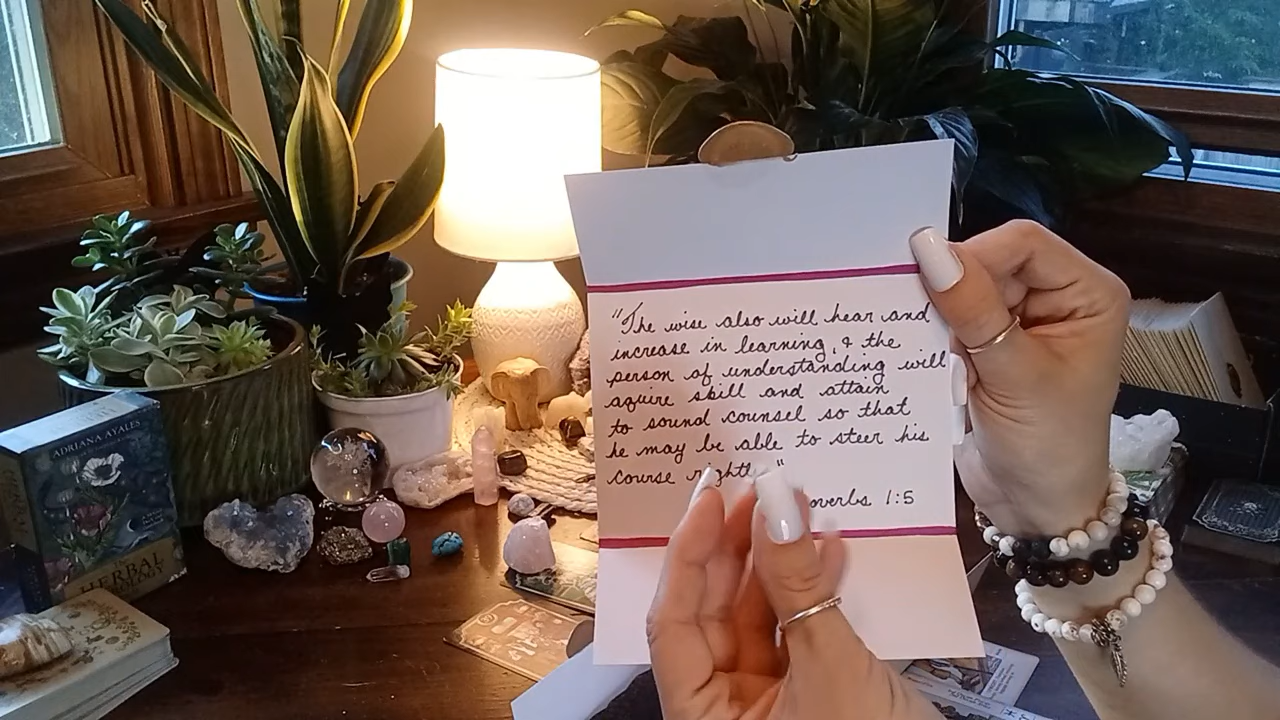 "The wise also will hear and
increase in learning, & the
person of understanding will
aquire skill and attain
to sound counsel so that
he may be able to steer his
course rightly"
overbs 1:5
ADRIANA AYALES
HERBAL